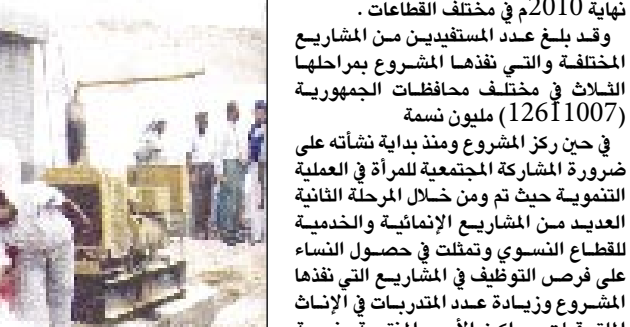 نهاية 2010م في مختلف القطاعات .
وقد بلغ عدد المستفيدين من المشاريع
المختلفة والتي نفذها المشروع بمراحلها
الثلاث في مختلف محافظات الجمهورية
(12611007) مليون نسمة
في حين ركز المشروع ومنذ بداية نشأته على
ضرورة المشاركة المجتمعية للمرأة في العملية
التنموية حيث تم ومن خلال المرحلة الثانية
العديد من المشاريع الإنمائية والخدمية
للقطاع النسوي وتمثلت في حصول النساء
على فرص التوظيف في المشاريع التي نفذها
المشروع وزيادة عدد المتدربات في الإناث